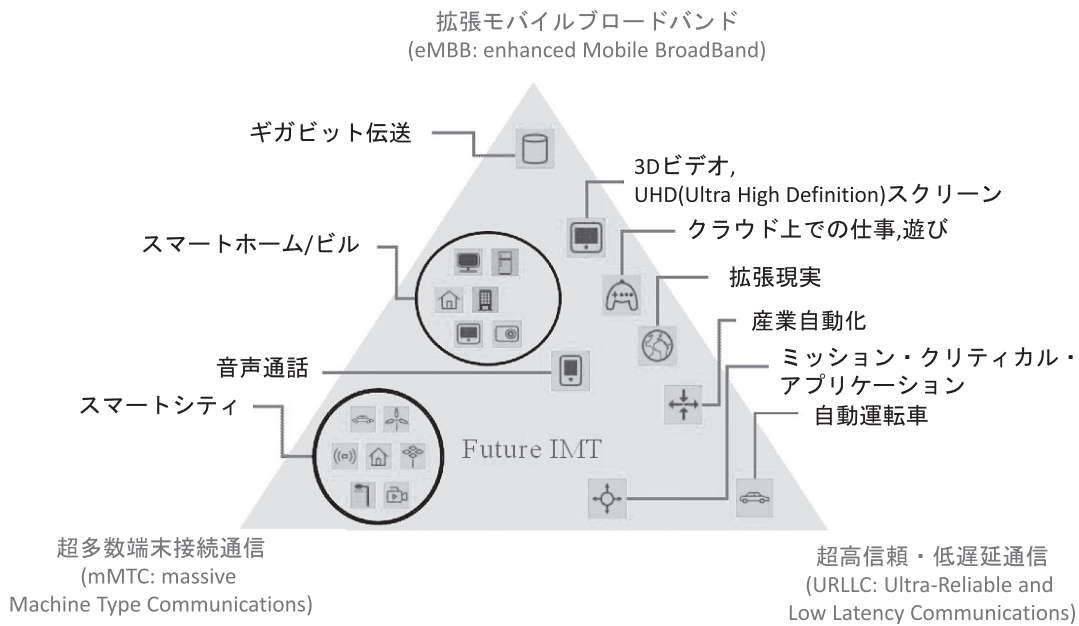 拡張モバイルブロードバンド
(eMBB: enhanced Mobile BroadBand)
ギガビット伝送
3Dビデオ,
UHD(Ultra High Definition)スクリーン
クラウド上での仕事,遊び
スマートホーム/ビル
拡張現実
産業自動化
ミッション・クリティカル・
アプリケーション
音声通話
スマートシティ
自動運転車
Future IMT
超多数端末接続通信
(mMTC: massive
Machine Type Communications)
超高信頼・低遅延通信
(URLLC: Ultra-Reliable and
Low Latency Communications)